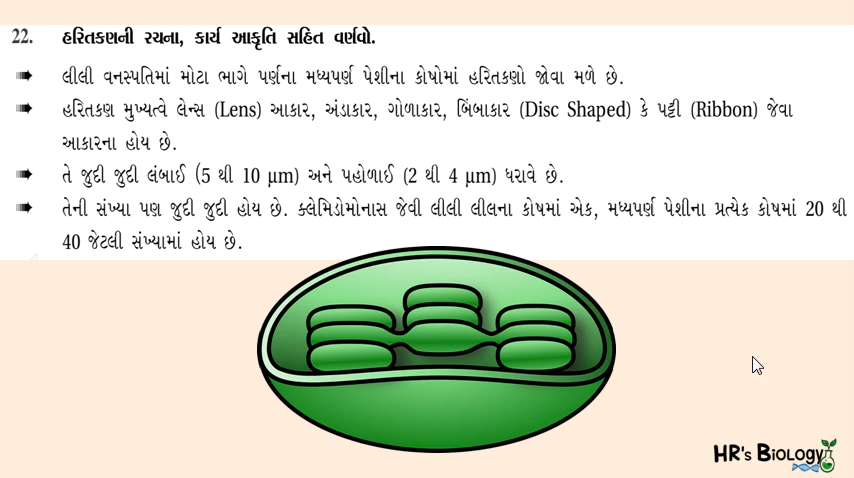 22. હરિતકણની રચના, કાર્ય આકૃતિ સહિત વર્ણવો.
લીલી વનસ્પતિમાં મોટા ભાગે પર્ણના મધ્યપર્ણ પેશીના કોષોમાં હરિતકણો જોવા મળે છે.
હરિતકણ મુખ્યત્વે લેન્સ (Lens) આકાર, અંડાકાર, ગોળાકાર, બિંબાકાર (Disc Shaped) કે પટ્ટી (Ribbon) જેવા
આકારના હોય છે.
તે જુદી જુદી લંબાઈ (5 થી 10 µm) અને પહોળાઈ (2 થી 4 µm) ધરાવે છે.
તેની સંખ્યા પણ જુદી જુદી હોય છે. ક્લેમિડોમોનાસ જેવી લીલી લીલના કોષમાં એક, મધ્યપર્ણ પેશીના પ્રત્યેક કોષમાં 20 થી
40 જેટલી સંખ્યામાં હોય છે.
HR's Biology